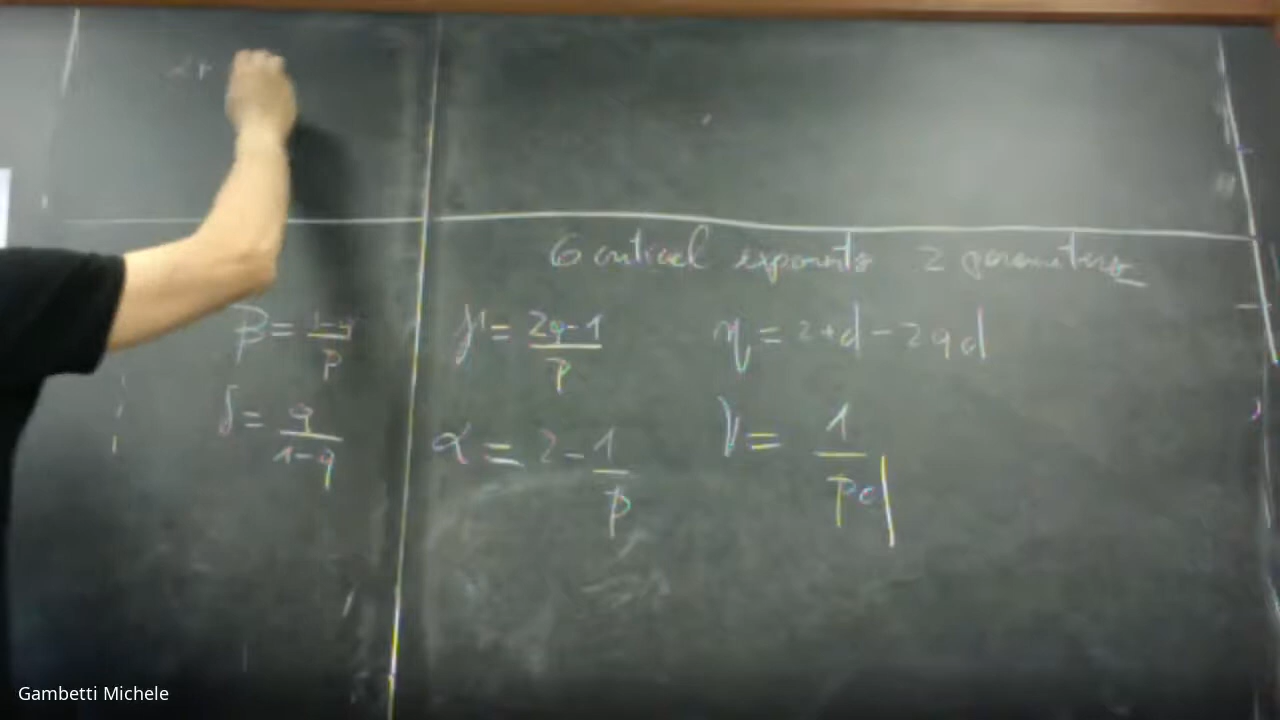 6 critical exponents 2 parameters
β = 1-q/p γ = 2q-1/p η = 2+d-2qd
δ = q/1-q α = 2-1/p ν = 1/pd
Gambetti Michele